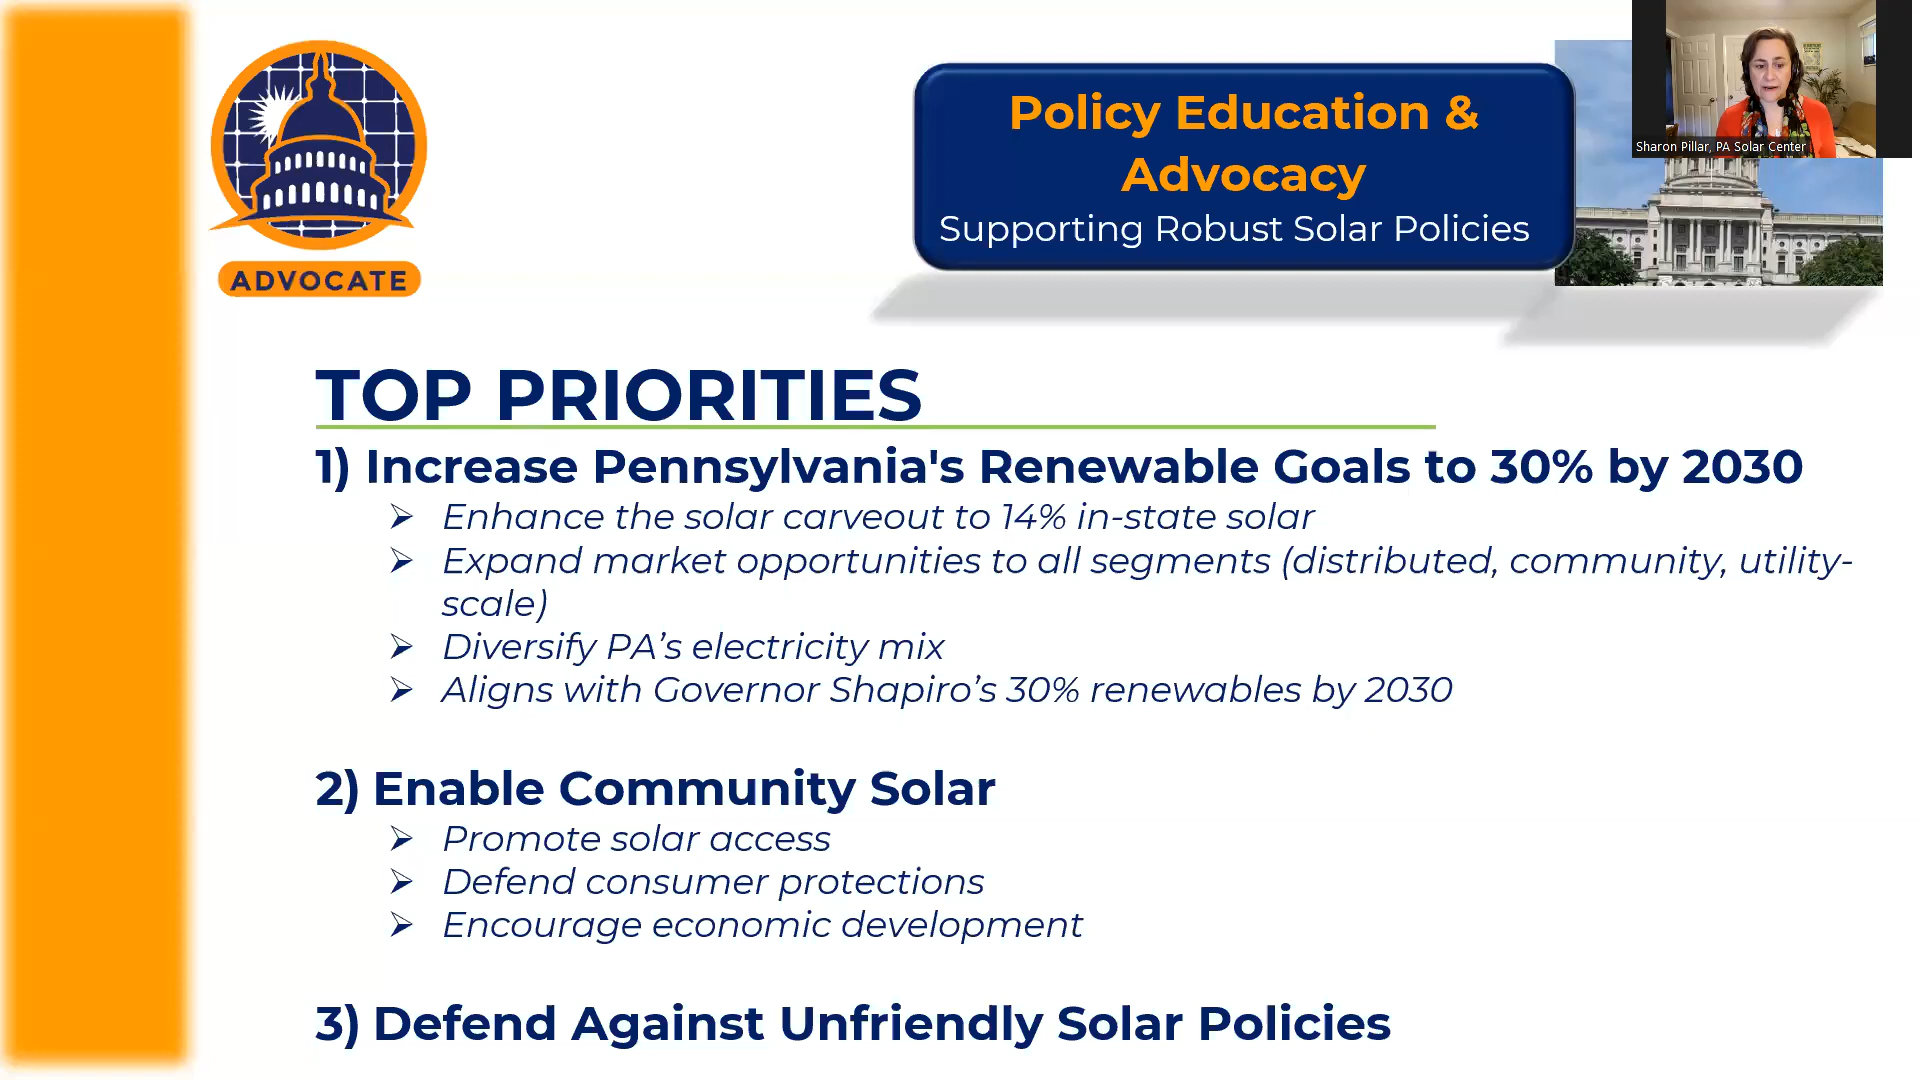 ADVOCATE
Policy Education &
Advocacy
Supporting Robust Solar Policies
Sharon Pillar, PA Solar Center
TOP PRIORITIES
1) Increase Pennsylvania's Renewable Goals to 30% by 2030
➢ Enhance the solar carveout to 14% in-state solar
➢ Expand market opportunities to all segments (distributed, community, utility-
scale)
➢ Diversify PA’s electricity mix
➢ Aligns with Governor Shapiro’s 30% renewables by 2030
2) Enable Community Solar
➢ Promote solar access
➢ Defend consumer protections
➢ Encourage economic development
3) Defend Against Unfriendly Solar Policies